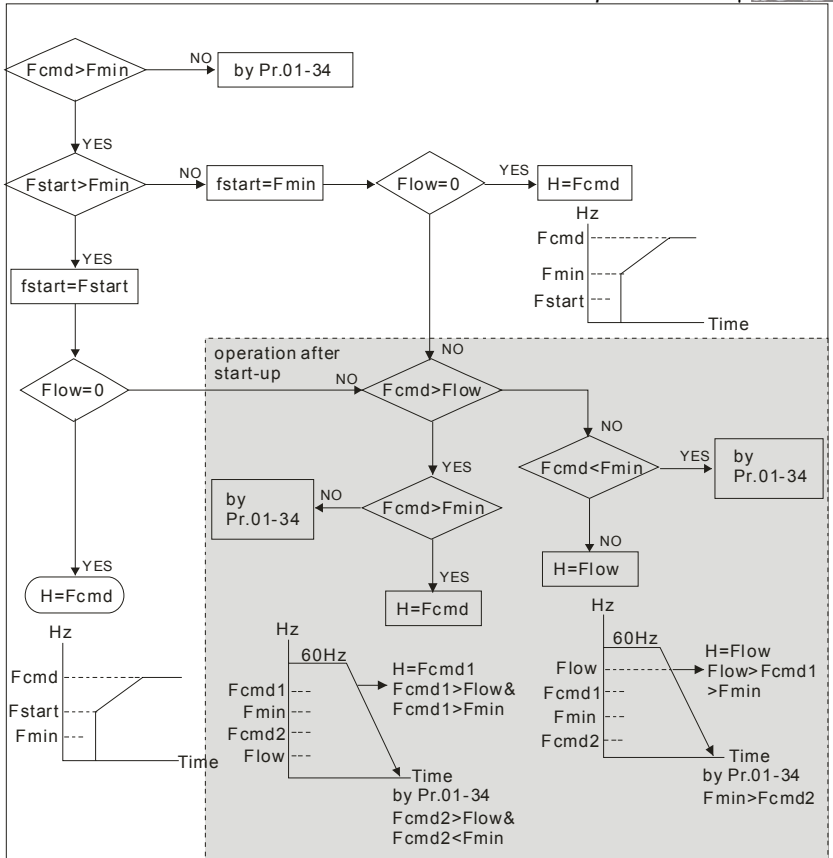 Fcmd>Fmin
NO
by Pr.01-34
YES
Fstart>Fmin
NO
fstart=Fmin
Flow=0
YES
H=Fcmd
Hz
Fcmd
Fmin
Fstart
Time
YES
fstart=Fstart
NO
operation after
start-up
Flow=0
NO
Fcmd>Flow
NO
YES
Fcmd<Fmin
YES
by
Pr.01-34
by
Pr.01-34
NO
Fcmd>Fmin
NO
H=Flow
YES
H=Fcmd
YES
H=Fcmd
Hz
Fcmd
Fstart
Fmin
Time
Hz
60Hz
H=Fcmd1
Fcmd1>Flow&
Fcmd1>Fmin
Fcmd1
Fmin
Fcmd2
Flow
Time
by Pr.01-34
Fcmd2>Flow&
Fcmd2<Fmin
Hz
60Hz
H=Flow
Flow>Fcmd1
>Fmin
Flow
Fcmd1
Fmin
Fcmd2
Time
by Pr.01-34
Fmin>Fcmd2